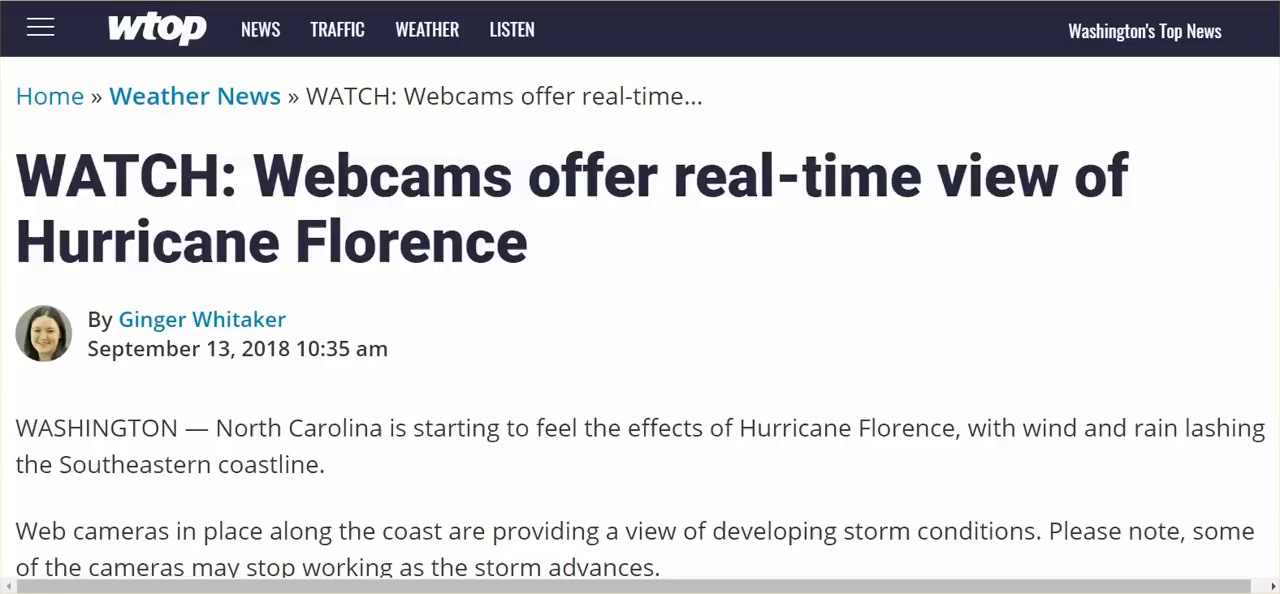 wtop NEWS TRAFFIC WEATHER LISTEN Washington's Top News
Home » Weather News » WATCH: Webcams offer real-time...
WATCH: Webcams offer real-time view of
Hurricane Florence
By Ginger Whitaker
September 13, 2018 10:35 am
WASHINGTON — North Carolina is starting to feel the effects of Hurricane Florence, with wind and rain lashing
the Southeastern coastline.
Web cameras in place along the coast are providing a view of developing storm conditions. Please note, some
of the cameras may stop working as the storm advances.